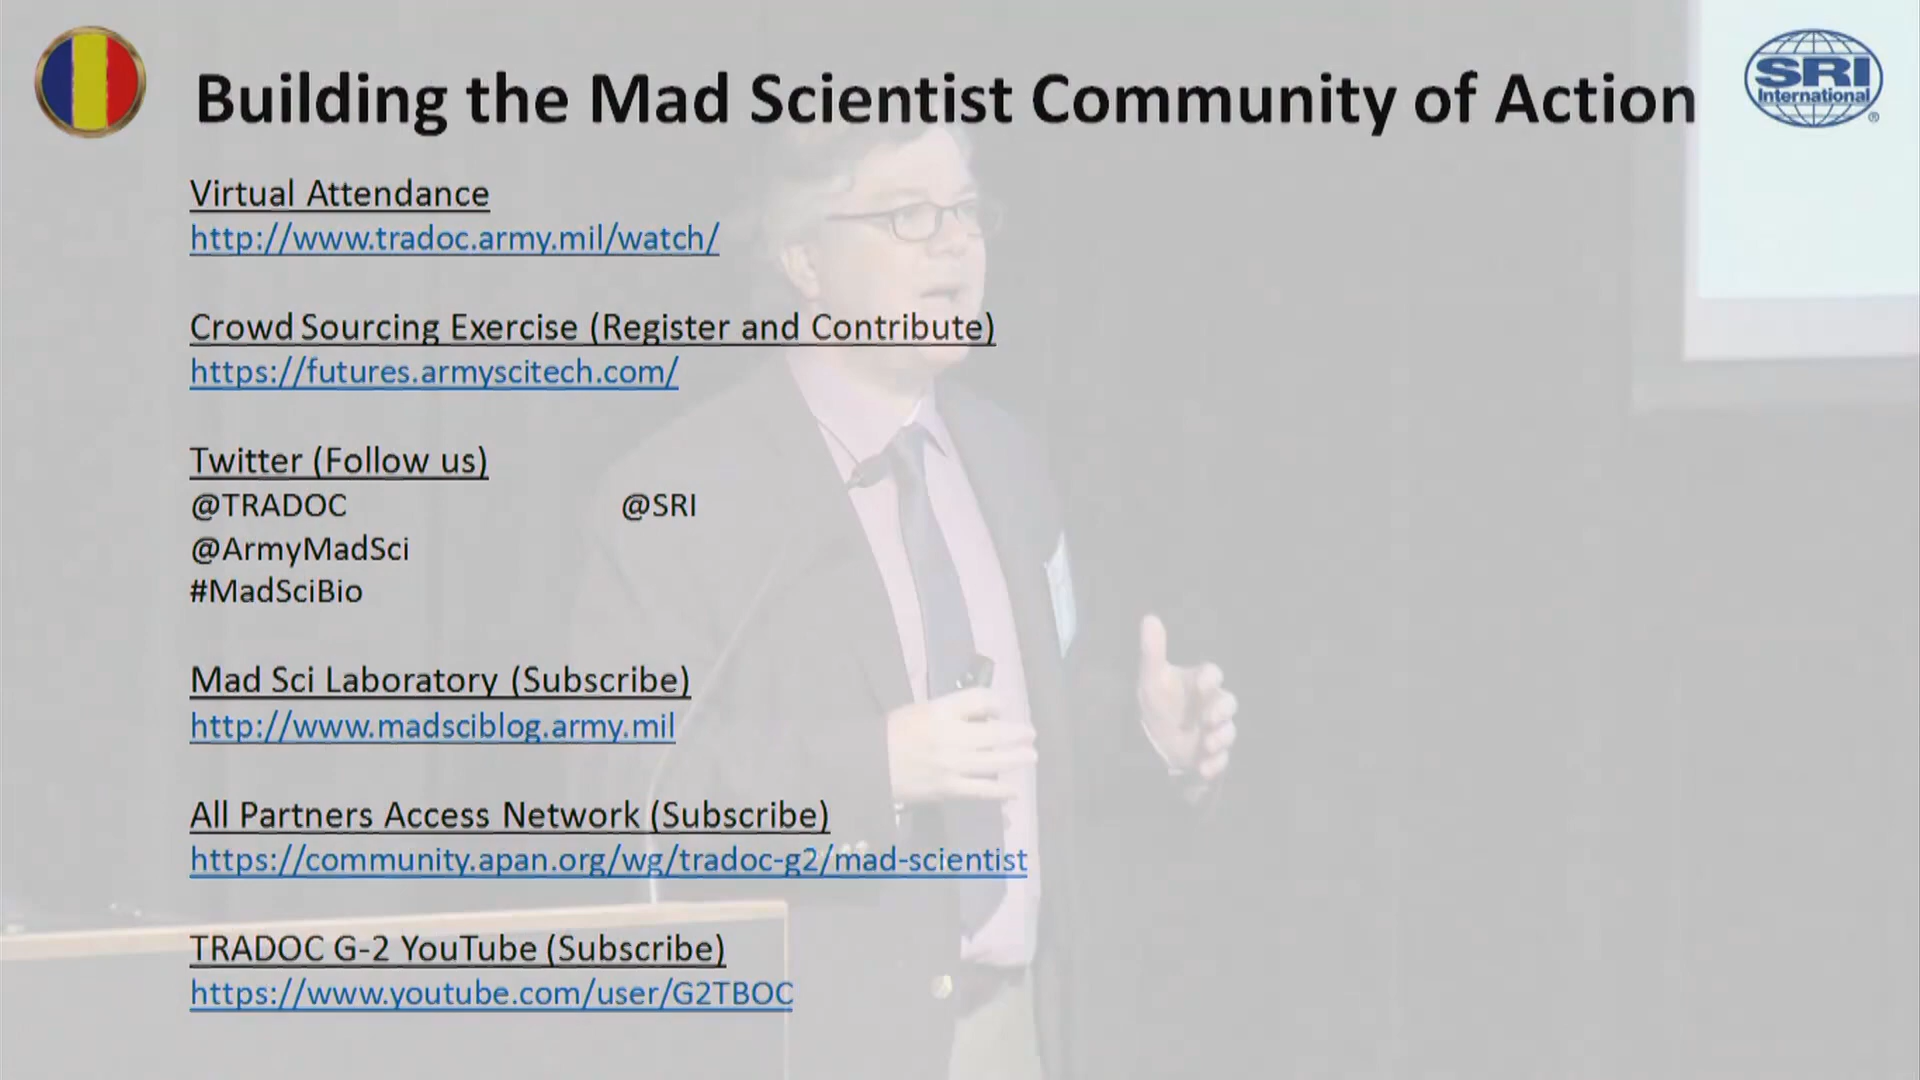 Building the Mad Scientist Community of Action
SRI
International
®
Virtual Attendance
http://www.tradoc.army.mil/watch/
Crowd Sourcing Exercise (Register and Contribute)
https://futures.armyscitech.com/
Twitter (Follow us)
@TRADOC @SRI
@ArmyMadSci
#MadSciBio
Mad Sci Laboratory (Subscribe)
http://www.madsciblog.army.mil
All Partners Access Network (Subscribe)
https://community.apan.org/wg/tradoc-g2/mad-scientist
TRADOC G-2 YouTube (Subscribe)
https://www.youtube.com/user/G2TBOC